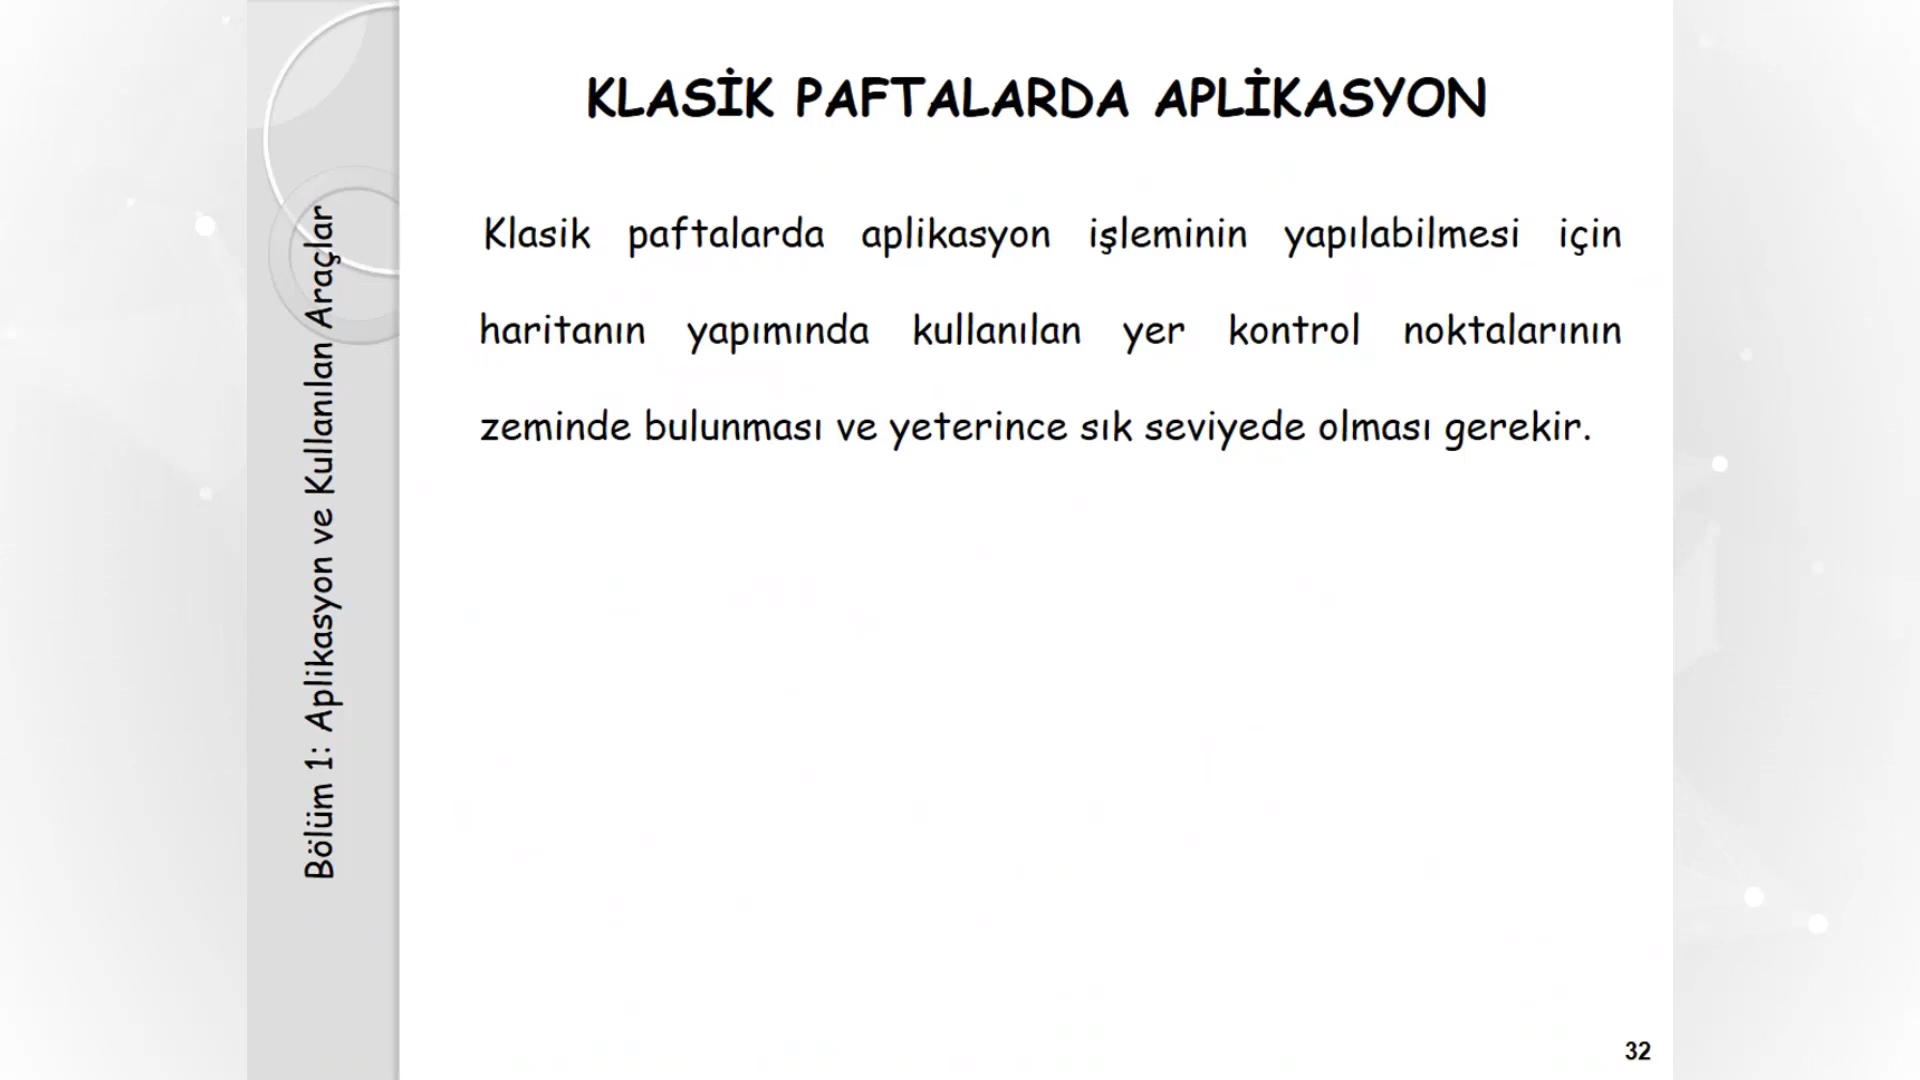 KLASİK PAFTALARDA APLİKASYON
Klasik paftalarda aplikasyon işleminin yapılabilmesi için
haritanın yapımında kullanılan yer kontrol noktalarının
zeminde bulunması ve yeterince sık seviyede olması gerekir.
Bölüm 1: Aplikasyon ve Kullanılan Araçlar
32